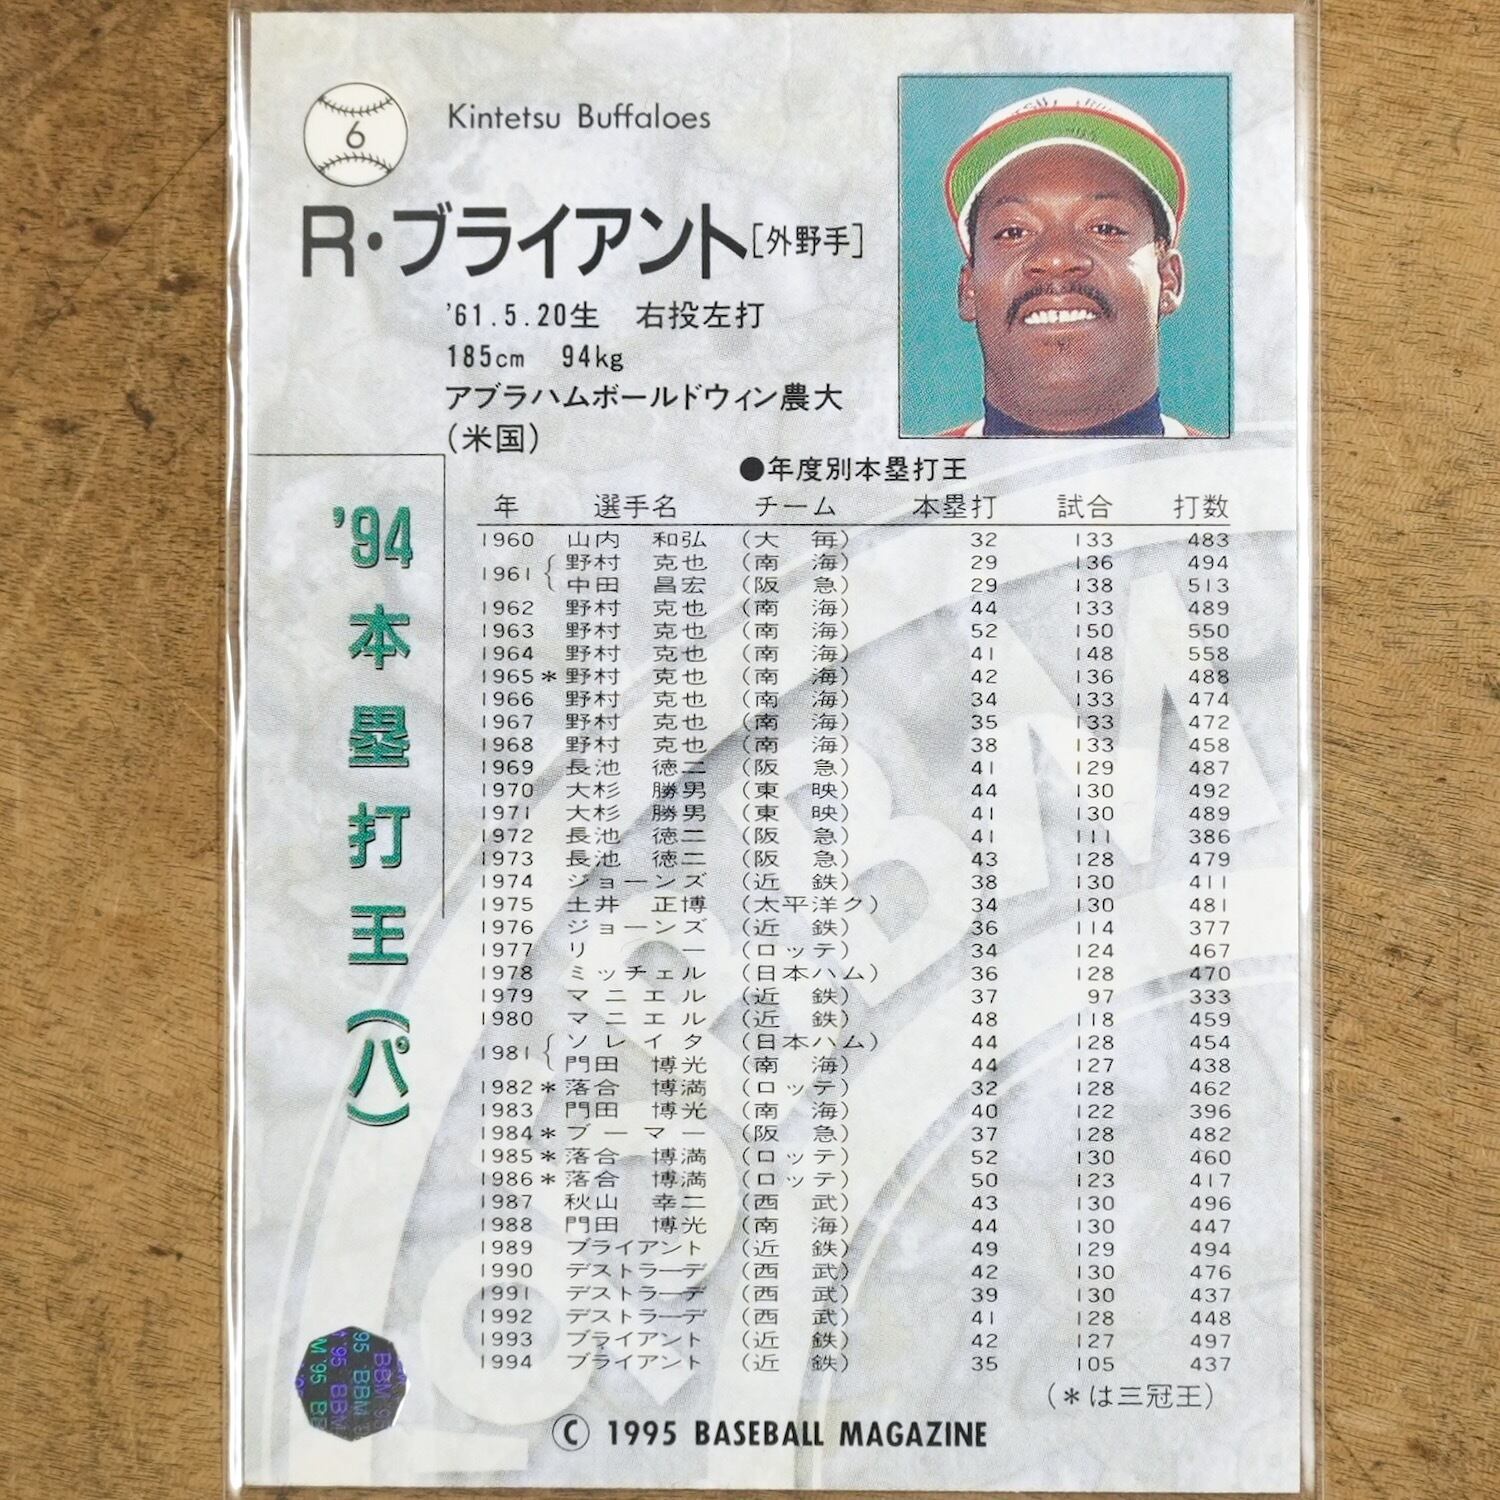 6
Kintetsu Buffaloes
R・ブライアント[外野手]
'61.5.20生　右投左打
185cm　94kg
アブラハムボールドウィン農大
(米国)
'94本塁打王(パ)
●年度別本塁打王
年　選手名　チーム　本塁打　試合　打数
1960 山内　和弘 (大　毎) 32 133 483
1961 { 野村　克也 (南　海) 29 136 494
中田　昌宏 (阪　急) 29 138 513
1962 野村　克也 (南　海) 44 133 489
1963 野村　克也 (南　海) 52 150 550
1964 野村　克也 (南　海) 41 148 558
1965 * 野村　克也 (南　海) 42 136 488
1966 野村　克也 (南　海) 34 133 474
1967 野村　克也 (南　海) 35 133 472
1968 野村　克也 (南　海) 38 133 458
1969 長池　徳二 (阪　急) 41 129 487
1970 大杉　勝男 (東　映) 44 130 492
1971 大杉　勝男 (東　映) 41 130 489
1972 長池　徳二 (阪　急) 41 111 386
1973 長池　徳二 (阪　急) 43 128 479
1974 ジョーンズ (近　鉄) 38 130 411
1975 土井　正博 (太平洋ク) 34 130 481
1976 ジョーンズ (近　鉄) 36 114 377
1977 リー (ロッテ) 34 124 467
1978 ミッチェル (日本ハム) 36 128 470
1979 マニエル (近　鉄) 37 97 333
1980 マニエル (近　鉄) 48 118 459
1981 { ソレイタ (日本ハム) 44 128 454
門田　博光 (南　海) 44 127 438
1982 * 落合　博満 (ロッテ) 32 128 462
1983 門田　博光 (南　海) 40 122 396
1984 * ブーマー (阪　急) 37 128 482
1985 * 落合　博満 (ロッテ) 52 130 460
1986 * 落合　博満 (ロッテ) 50 123 417
1987 秋山　幸二 (西　武) 43 130 496
1988 門田　博光 (南　海) 44 130 447
1989 ブライアント (近　鉄) 49 129 494
1990 デストラーデ (西　武) 42 130 476
1991 デストラーデ (西　武) 39 130 437
1992 デストラーデ (西　武) 41 128 448
1993 ブライアント (近　鉄) 42 127 497
1994 ブライアント (近　鉄) 35 105 437
(*は三冠王)
© 1995 BASEBALL MAGAZINE